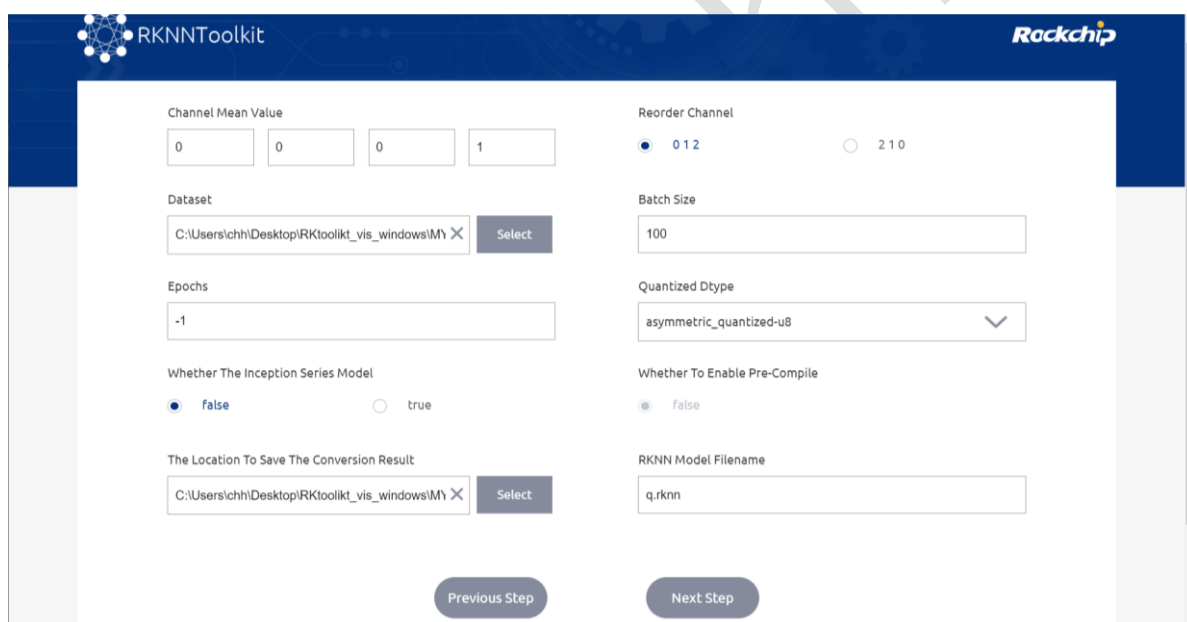 RKNNToolkit
Rockchip
Channel Mean Value
0 0 0 1
Reorder Channel
0 1 2 2 1 0
Dataset
C:\Users\chh\Desktop\RKtoolikt_vis_windows\MY
Select
Batch Size
100
Epochs
-1
Quantized Dtype
asymmetric_quantized-u8
Whether The Inception Series Model
false true
Whether To Enable Pre-Compile
false
The Location To Save The Conversion Result
C:\Users\chh\Desktop\RKtoolikt_vis_windows\MY
Select
RKNN Model Filename
q.rknn
Previous Step
Next Step